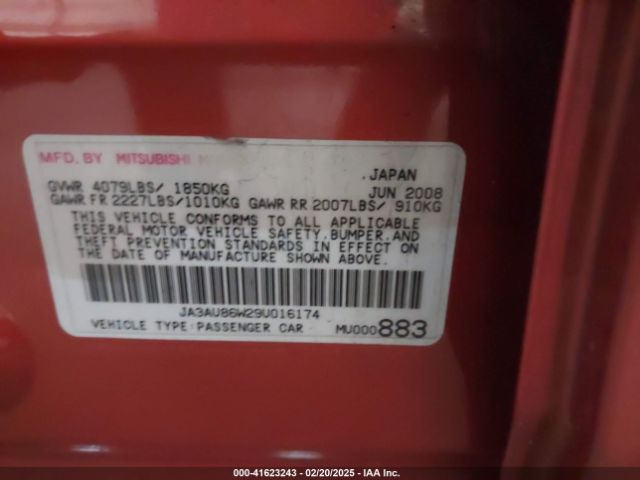 MFD. BY MITSUBISHI
JAPAN
GVWR 4079LBS/ 1850KG JUN 2008
GAWR FR 2227LBS/1010KG GAWR RR 2007LBS/ 910KG
THIS VEHICLE CONFORMS TO ALL APPLICABLE
FEDERAL MOTOR VEHICLE SAFETY,BUMPER,AND
THEFT PREVENTION STANDARDS IN EFFECT ON
THE DATE OF MANUFACTURE SHOWN ABOVE.
JA3AU86W29U016174
VEHICLE TYPE:PASSENGER CAR MU000883
000-41623243 - 02/20/2025 - IAA Inc.